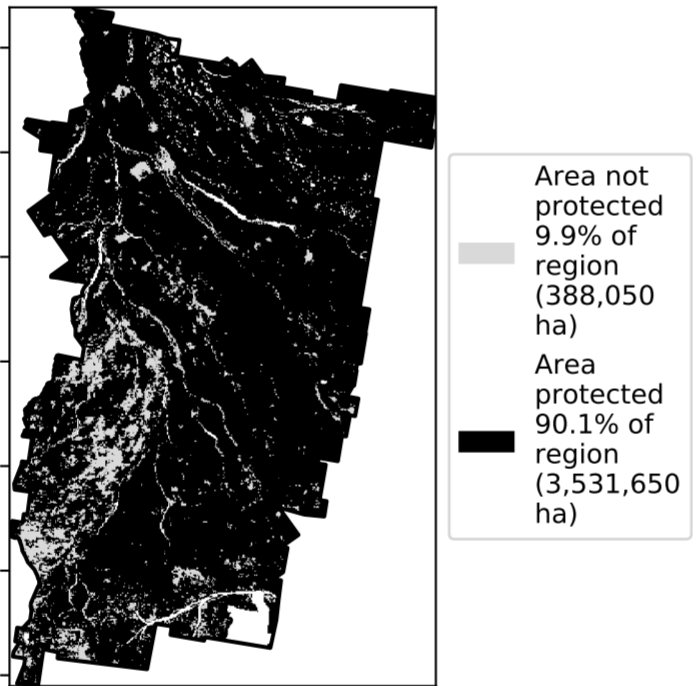 Area not
protected
9.9% of
region
(388,050
ha)
Area
protected
90.1% of
region
(3,531,650
ha)